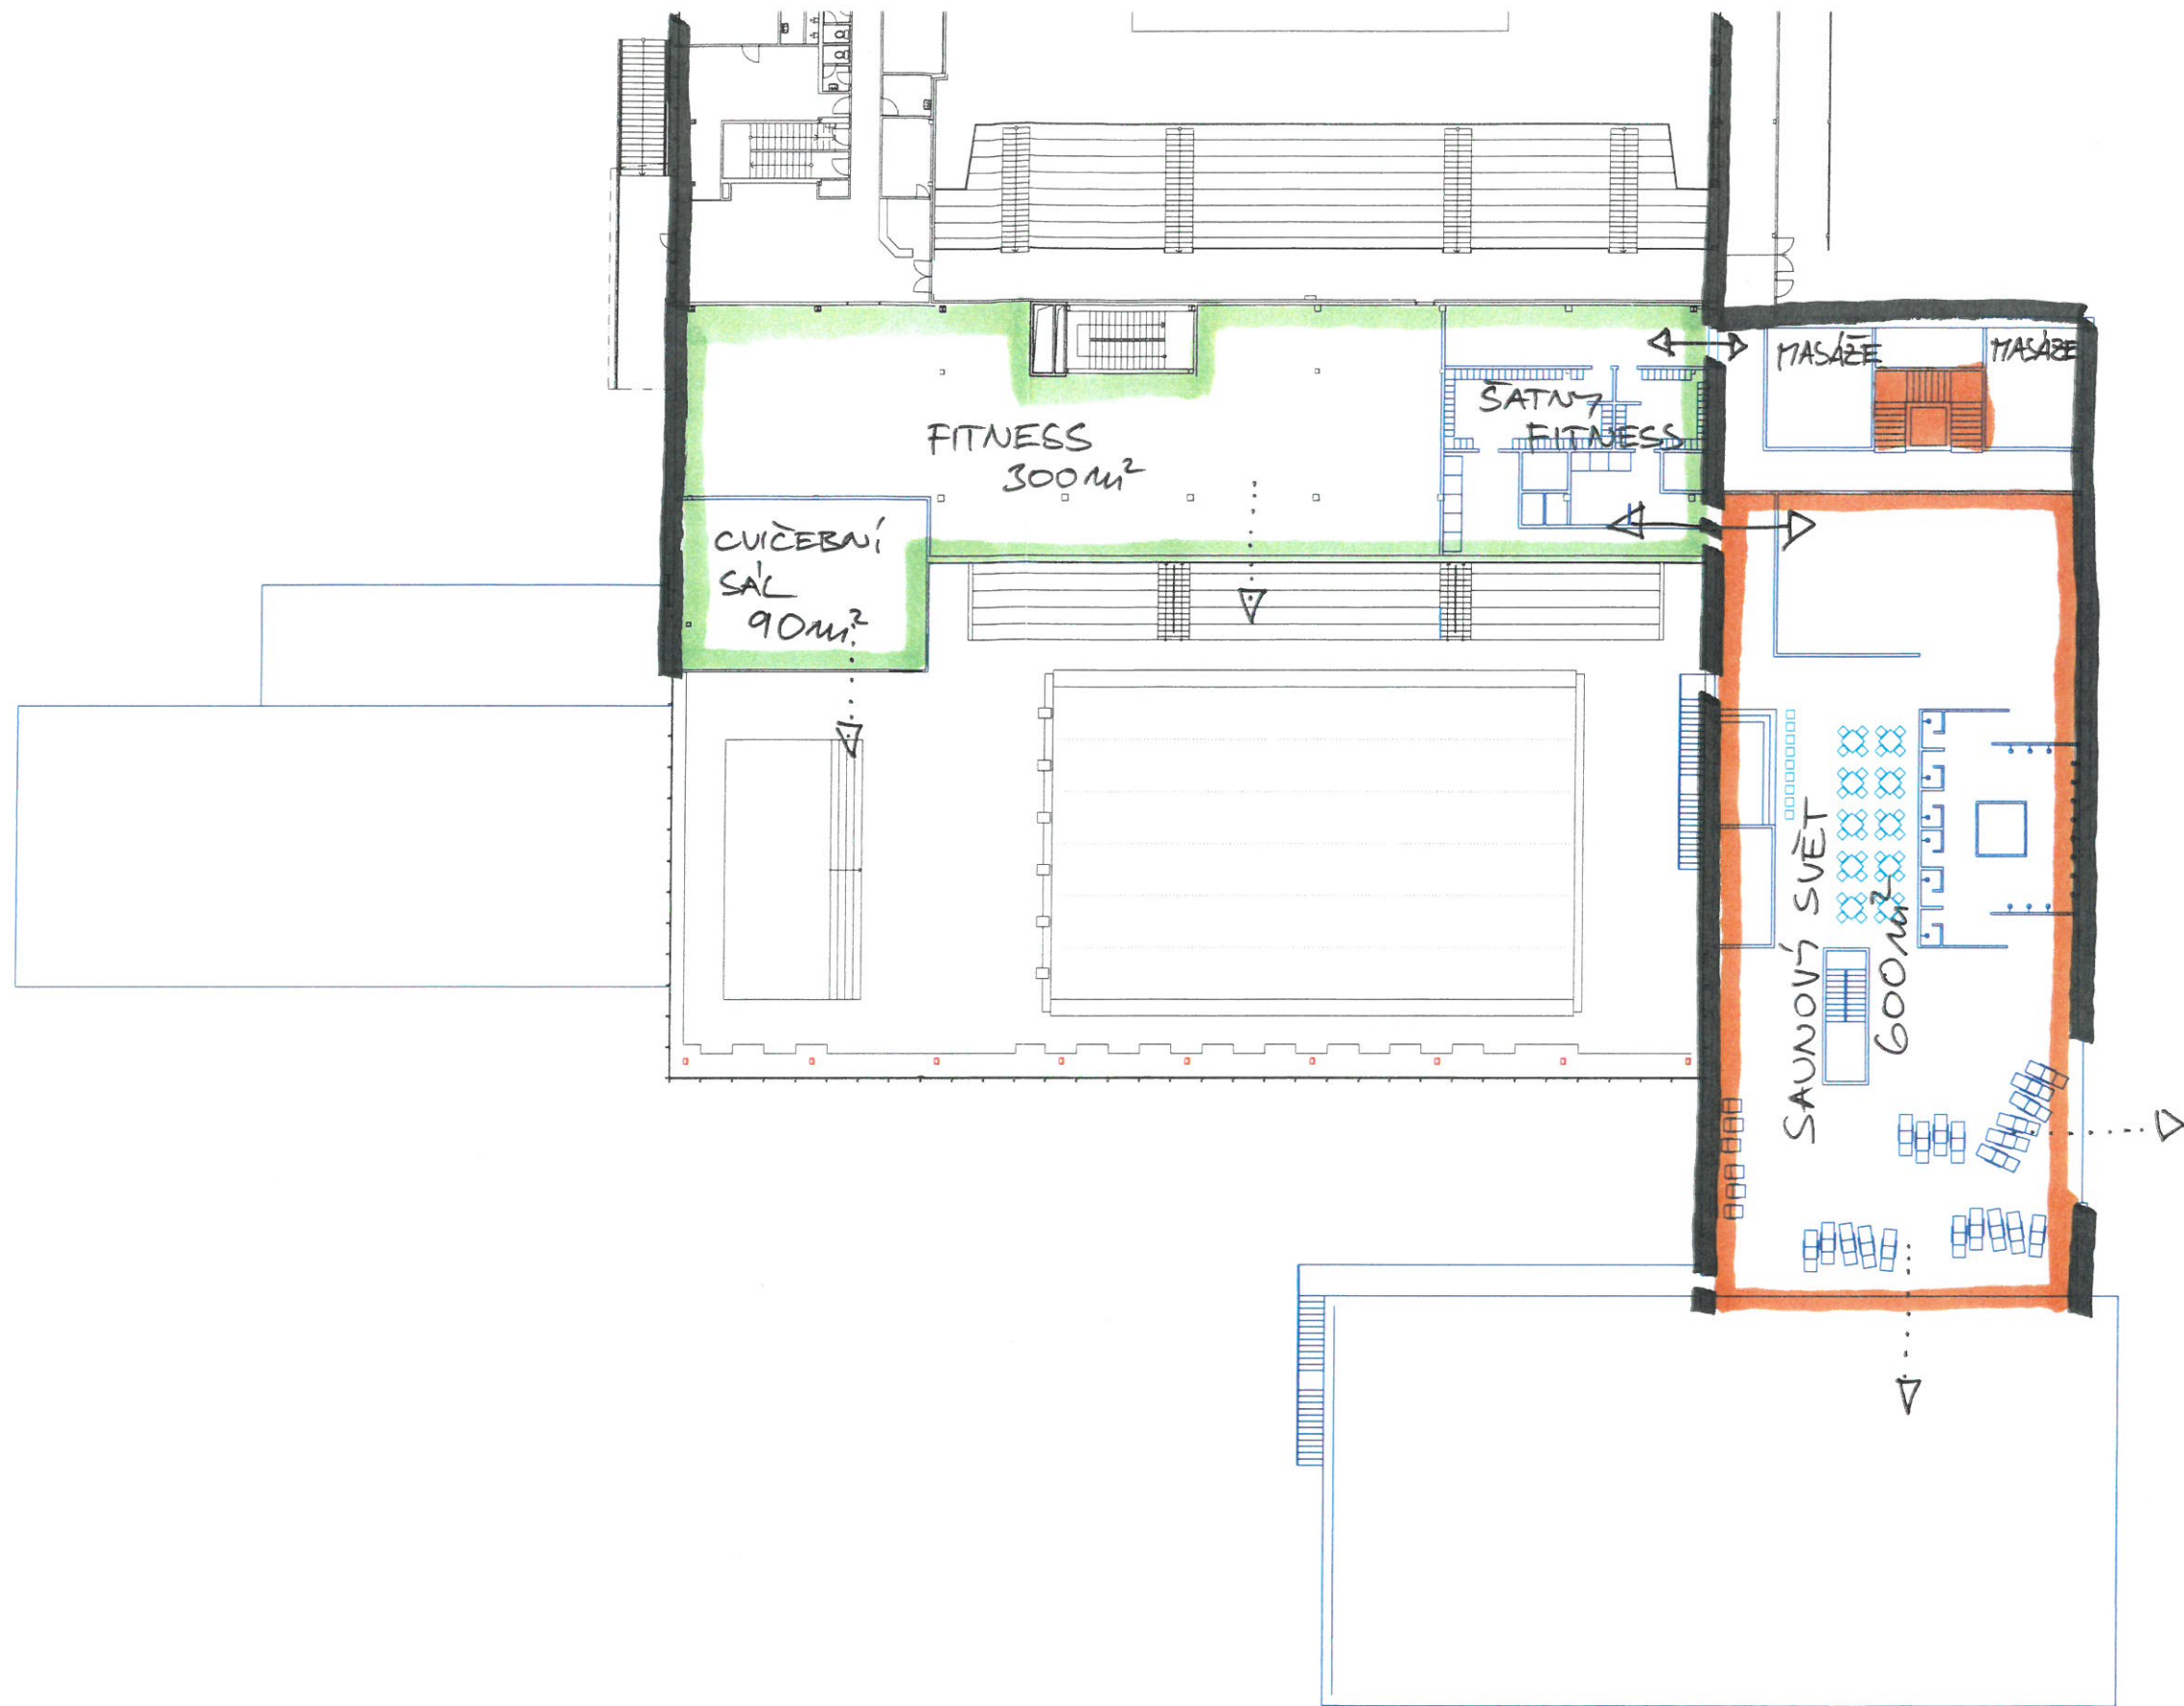 MASÁŽE
MASÁŽE
ŠATNY
FITNESS
FITNESS
300m²
CVIČEBNÍ
SÁL
90m²
SAUNOVÝ SVĚT
600m²